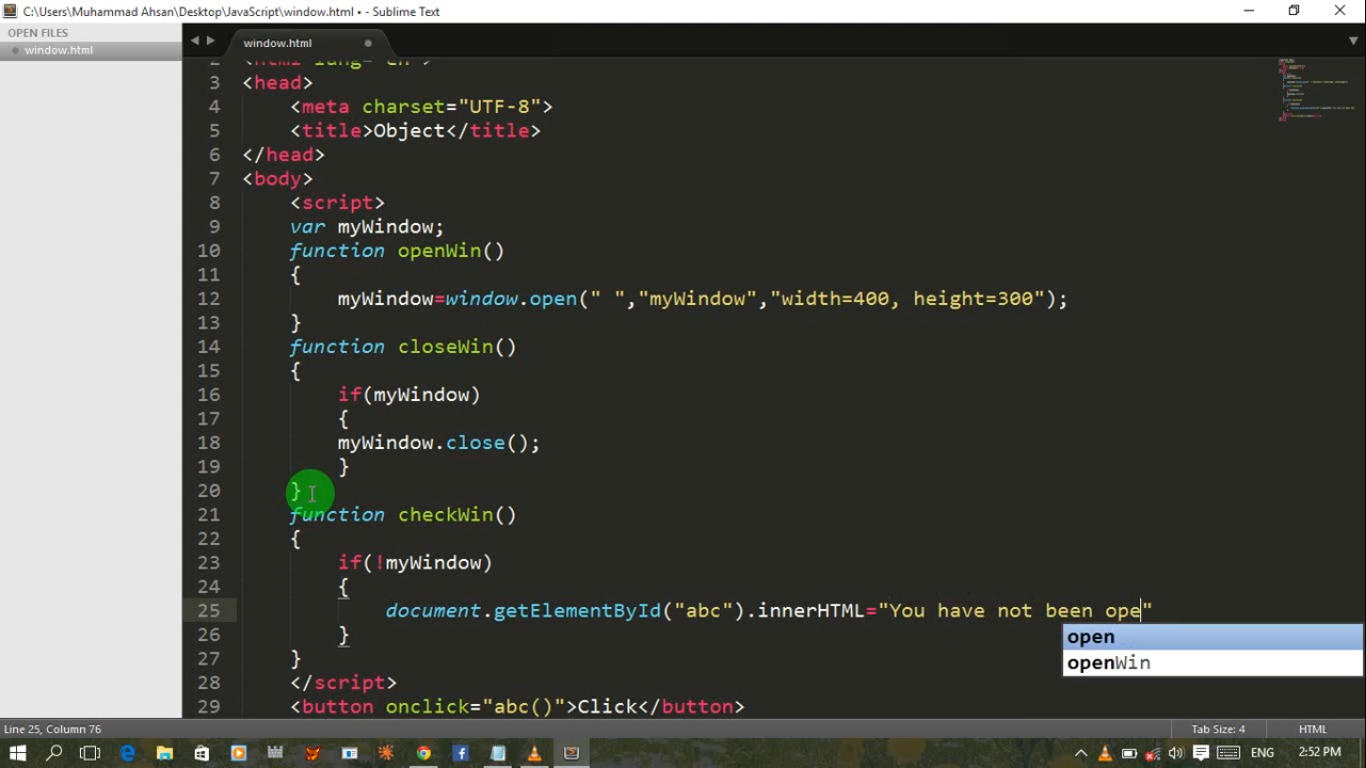 C:\Users\Muhammad Ahsan\Desktop\JavaScript\window.html • - Sublime Text
OPEN FILES
window.html
window.html
2 <html lang="en">
3 <head>
4 <meta charset="UTF-8">
5 <title>Object</title>
6 </head>
7 <body>
8 <script>
9 var myWindow;
10 function openWin()
11 {
12 myWindow=window.open(" ","myWindow","width=400, height=300");
13 }
14 function closeWin()
15 {
16 if(myWindow)
17 {
18 myWindow.close();
19 }
20 }
21 function checkWin()
22 {
23 if(!myWindow)
24 {
25 document.getElementById("abc").innerHTML="You have not been ope"
26 }
27 }
28 </script>
29 <button onclick="abc()">Click</button>
open
openWin
Line 25, Column 76
Tab Size: 4
HTML
ENG
2:52 PM